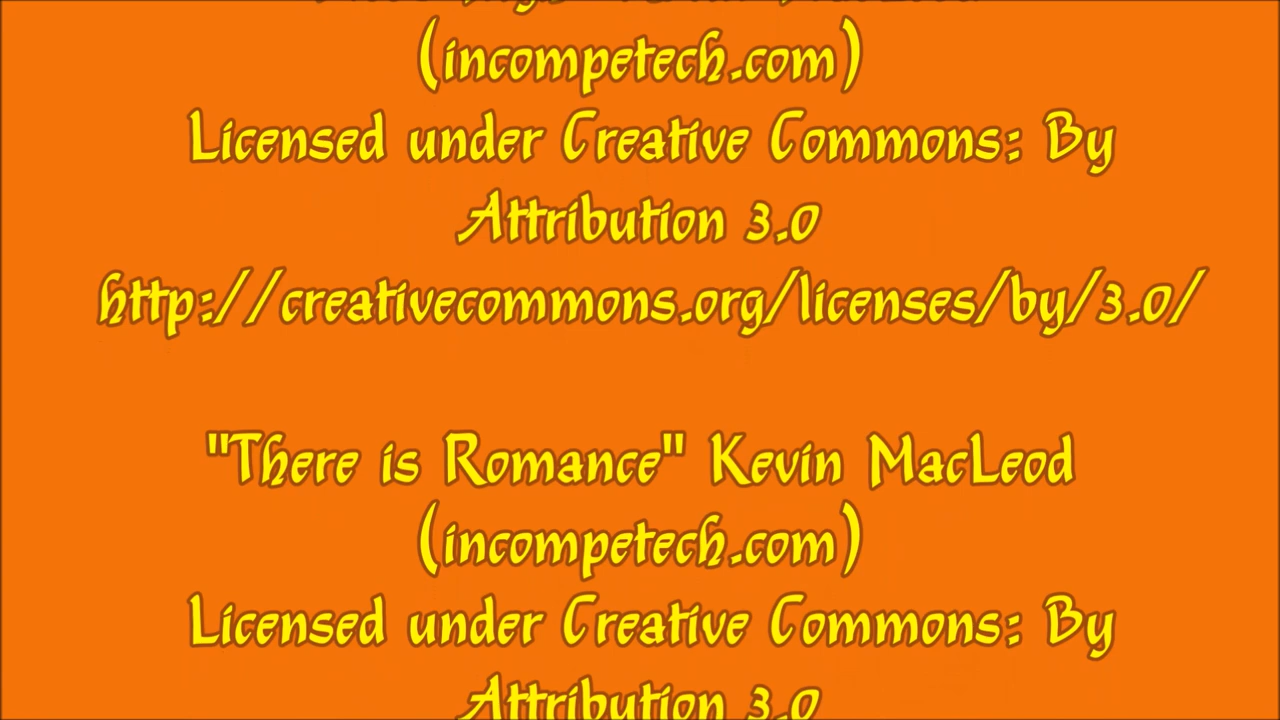 (incompetech.com)
Licensed under Creative Commons: By
Attribution 3.0
http://creativecommons.org/licenses/by/3.0/
"There is Romance" Kevin MacLeod
(incompetech.com)
Licensed under Creative Commons: By
Attribution 3.0